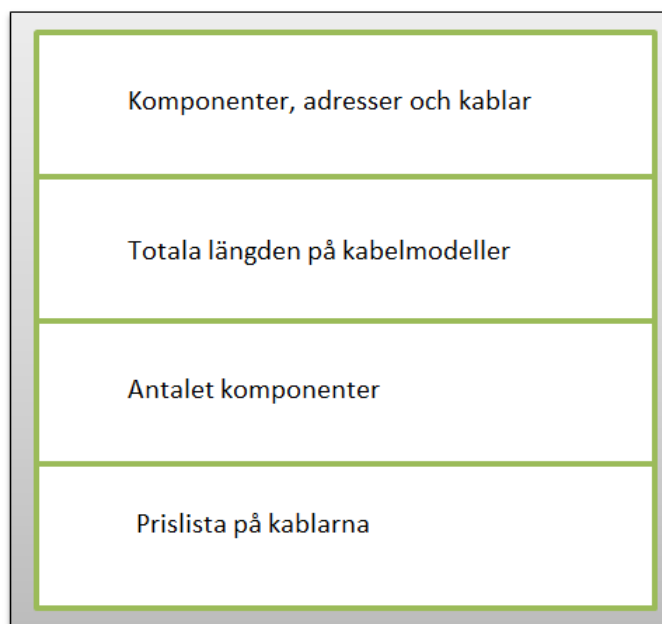 Komponenter, adresser och kablar
Totala längden på kabelmodeller
Antalet komponenter
Prislista på kablarna